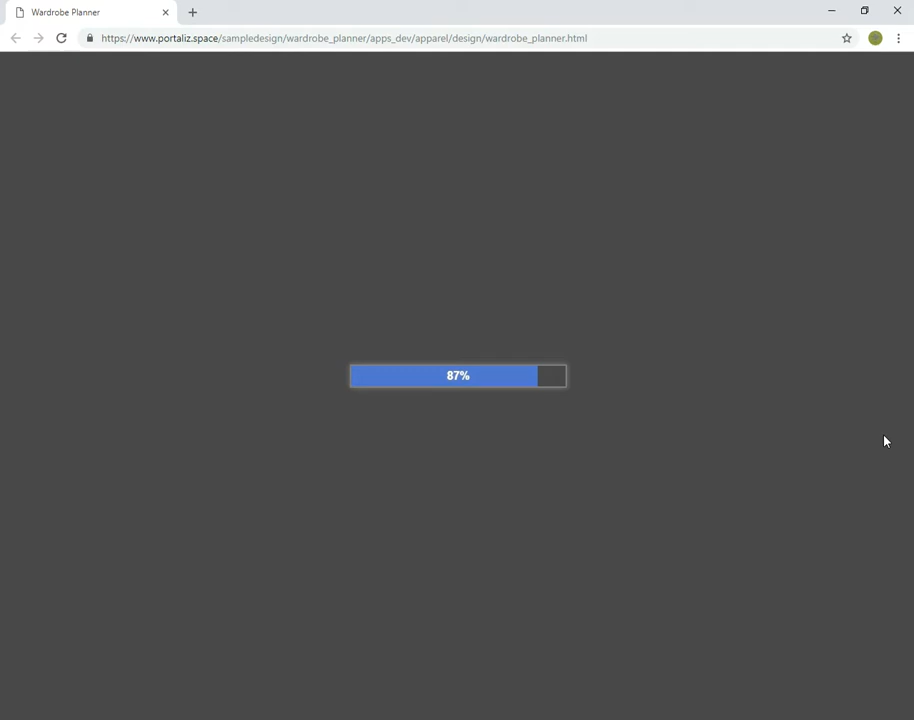 Wardrobe Planner
https://www.portaliz.space/sampledesign/wardrobe_planner/apps_dev/apparel/design/wardrobe_planner.html
87%